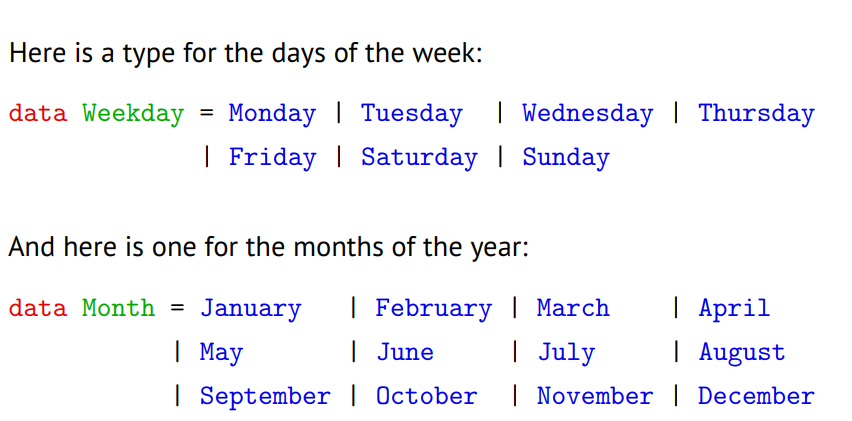 Here is a type for the days of the week:
data Weekday = Monday | Tuesday | Wednesday | Thursday
| Friday | Saturday | Sunday
And here is one for the months of the year:
data Month = January | February | March | April
| May | June | July | August
| September | October | November | December